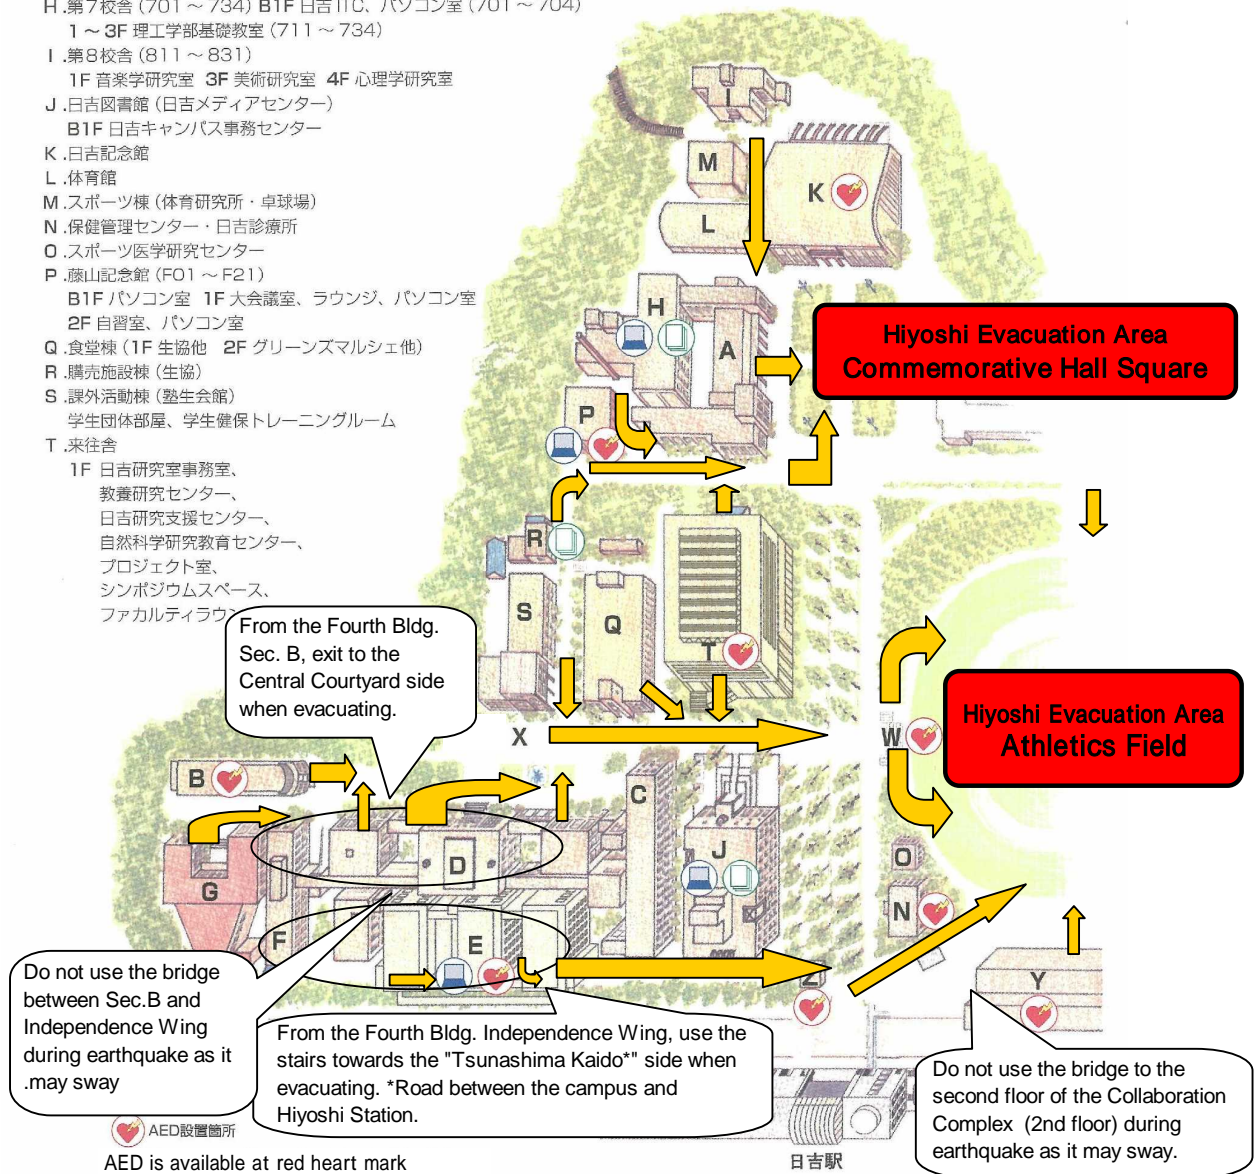 H .第7校舎 (701 ~ 734) B1F 日吉ITC、パソコン室 (701 ~ 704)
1 ~ 3F 理工学部基礎教室 (711 ~ 734)
I .第8校舎 (811 ~ 831)
1F 音楽学研究室 3F 美術研究室 4F 心理学研究室
J .日吉図書館 (日吉メディアセンター)
B1F 日吉キャンパス事務センター
K .日吉記念館
L .体育館
M .スポーツ棟 (体育研究所・卓球場)
N .保健管理センター・日吉診療所
O .スポーツ医学研究センター
P .藤山記念館 (F01 ~ F21)
B1F パソコン室 1F 大会議室、ラウンジ、パソコン室
2F 自習室、パソコン室
Q .食堂棟 (1F 生協他 2F グリーンズマルシェ他)
R .購売施設棟 (生協)
S .課外活動棟 (塾生会館)
学生団体部屋、学生健保トレーニングルーム
T .来往舎
1F 日吉研究室事務室、
教養研究センター、
日吉研究支援センター、
自然科学研究教育センター、
プロジェクト室、
シンポジウムスペース、
ファカルティラウン
I
M
K
L
H
A
Hiyoshi Evacuation Area
Commemorative Hall Square
P
R
S
Q
T
From the Fourth Bldg.
Sec. B, exit to the
Central Courtyard side
when evacuating.
Hiyoshi Evacuation Area
Athletics Field
X
W
B
C
D
J
G
O
N
F
E
Z
Y
Do not use the bridge
between Sec.B and
Independence Wing
during earthquake as it
.may sway
From the Fourth Bldg. Independence Wing, use the
stairs towards the "Tsunashima Kaido*" side when
evacuating. *Road between the campus and
Hiyoshi Station.
Do not use the bridge to the
second floor of the Collaboration
Complex (2nd floor) during
earthquake as it may sway.
AED設置箇所
AED is available at red heart mark
日吉駅